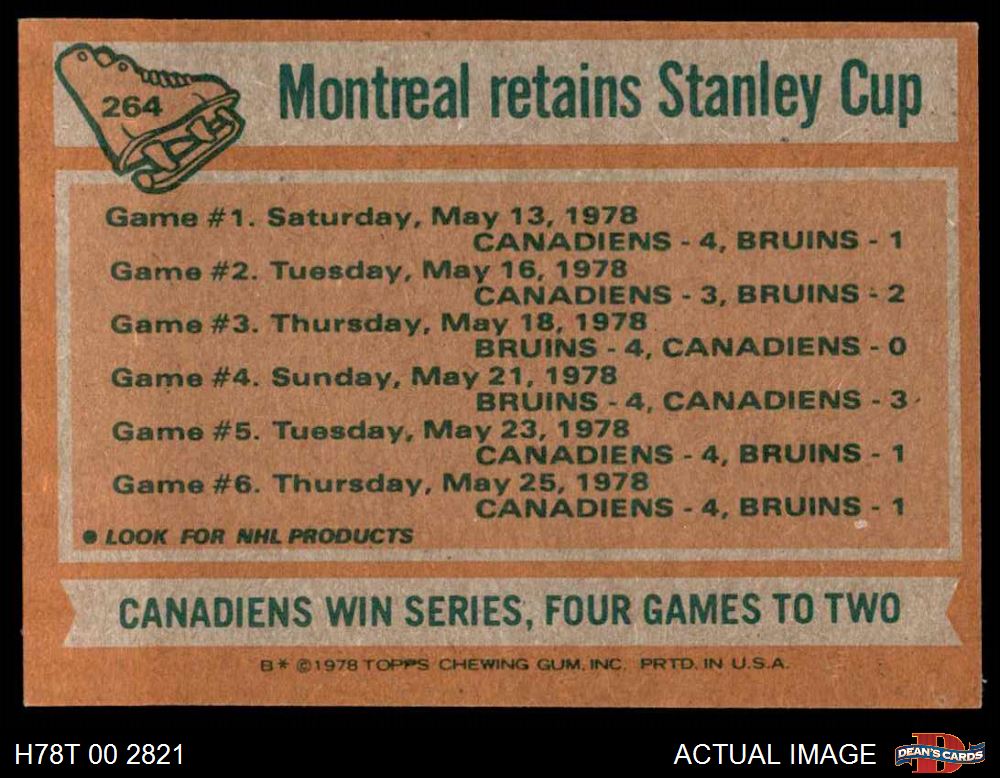 264
Montreal retains Stanley Cup
Game #1. Saturday, May 13, 1978
CANADIENS - 4, BRUINS - 1
Game #2. Tuesday, May 16, 1978
CANADIENS - 3, BRUINS - 2
Game #3. Thursday, May 18, 1978
BRUINS - 4, CANADIENS - 0
Game #4. Sunday, May 21, 1978
BRUINS - 4, CANADIENS - 3
Game #5. Tuesday, May 23, 1978
CANADIENS - 4, BRUINS - 1
Game #6. Thursday, May 25, 1978
CANADIENS - 4, BRUINS - 1
● LOOK FOR NHL PRODUCTS
CANADIENS WIN SERIES, FOUR GAMES TO TWO
B* ©1978 TOPPS CHEWING GUM, INC. PRTD. IN U.S.A.
H78T 00 2821
ACTUAL IMAGE
D
DEAN'S CARDS